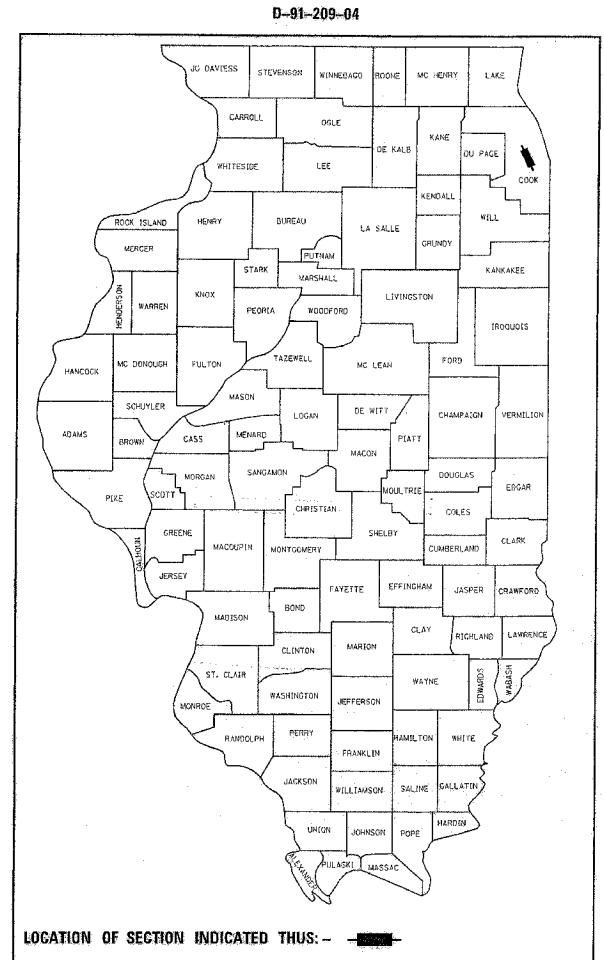 D-91-209-04
JO DAVIESS STEVENSON WINNEBAGO BOONE MC HENRY LAKE
CARROLL OGLE
DE KALB KANE DU PAGE COOK
WHITESIDE LEE
KENDALL WILL
ROCK ISLAND HENRY BUREAU LA SALLE GRUNDY
MERCER PUTNAM
STARK MARSHALL KANKAKEE
HENDERSON WARREN KNOX PEORIA WOODFORD LIVINGSTON IROQUOIS
TAZEWELL MC LEAN FORD
HANCOCK MC DONOUGH FULTON
MASON
SCHUYLER LOGAN DE WITT CHAMPAIGN VERMILION
ADAMS BROWN CASS MENARD PIATT
MACON
SANGAMON DOUGLAS
PIKE SCOTT MORGAN MOULTRIE EDGAR
CHRISTIAN COLES
GREENE MACOUPIN SHELBY
CALHOUN MONTGOMERY CUMBERLAND CLARK
JERSEY
FAYETTE EFFINGHAM JASPER CRAWFORD
MADISON BOND
CLAY RICHLAND LAWRENCE
CLINTON MARION
ST. CLAIR WAYNE EDWARDS WABASH
WASHINGTON JEFFERSON
MONROE
RANDOLPH PERRY HAMILTON WHITE
FRANKLIN
JACKSON WILLIAMSON SALINE GALLATIN
UNION JOHNSON POPE HARDIN
ALEXANDER PULASKI MASSAC
LOCATION OF SECTION INDICATED THUS: -